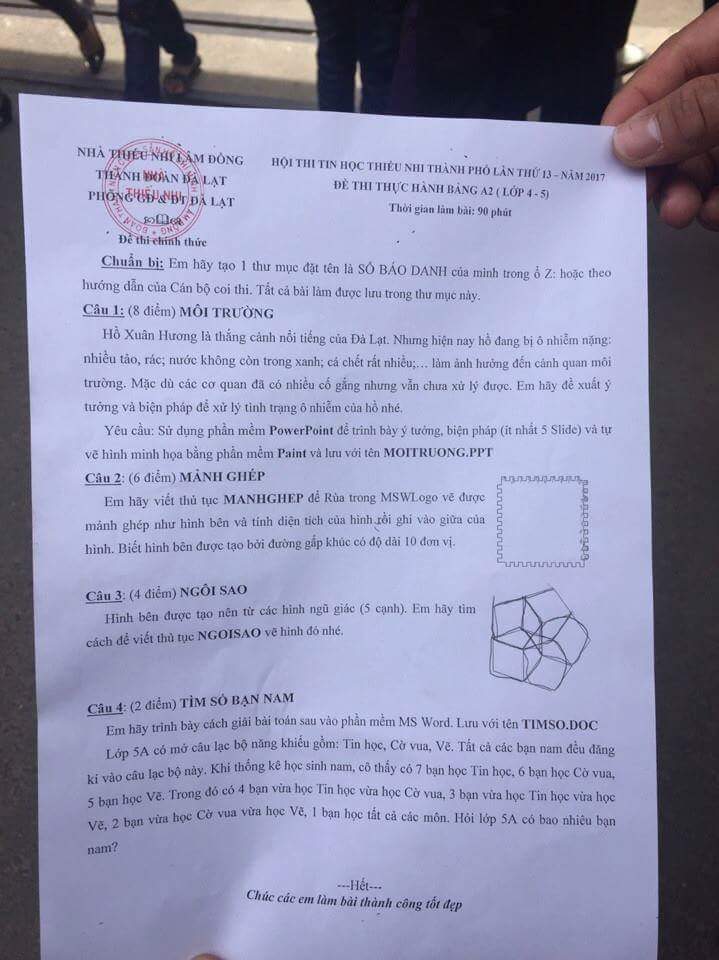 NHÀ THIẾU NHI LÂM ĐỒNG
THÀNH ĐOÀN ĐÀ LẠT
PHÒNG GD & ĐT ĐÀ LẠT
Đề thi chính thức
HỘI THI TIN HỌC THIẾU NHI THÀNH PHỐ LẦN THỨ 13 – NĂM 2017
ĐỀ THI THỰC HÀNH BẢNG A2 ( LỚP 4 - 5)
Thời gian làm bài: 90 phút
NHÀ
THIẾU NHI
Chuẩn bị: Em hãy tạo 1 thư mục đặt tên là SỐ BÁO DANH của mình trong ổ Z: hoặc theo
hướng dẫn của Cán bộ coi thi. Tất cả bài làm được lưu trong thư mục này.
Câu 1: (8 điểm) MÔI TRƯỜNG
Hồ Xuân Hương là thắng cảnh nổi tiếng của Đà Lạt. Nhưng hiện nay hồ đang bị ô nhiễm nặng:
nhiều tảo, rác; nước không còn trong xanh; cá chết rất nhiều;… làm ảnh hưởng đến cảnh quan môi
trường. Mặc dù các cơ quan đã có nhiều cố gắng nhưng vẫn chưa xử lý được. Em hãy đề xuất ý
tưởng và biện pháp để xử lý tình trạng ô nhiễm của hồ nhé.
Yêu cầu: Sử dụng phần mềm PowerPoint để trình bày ý tưởng, biện pháp (ít nhất 5 Slide) và tự
vẽ hình minh họa bằng phần mềm Paint và lưu với tên MOITRUONG.PPT
Câu 2: (6 điểm) MẢNH GHÉP
Em hãy viết thủ tục MANHGHEP để Rùa trong MSWLogo vẽ được
mảnh ghép như hình bên và tính diện tích của hình rồi ghi vào giữa của
hình. Biết hình bên được tạo bởi đường gấp khúc có độ dài 10 đơn vị.
Câu 3: (4 điểm) NGÔI SAO
Hình bên được tạo nên từ các hình ngũ giác (5 cạnh). Em hãy tìm
cách để viết thủ tục NGOISAO vẽ hình đó nhé.
Câu 4: (2 điểm) TÌM SỐ BẠN NAM
Em hãy trình bày cách giải bài toán sau vào phần mềm MS Word. Lưu với tên TIMSO.DOC
Lớp 5A có mở câu lạc bộ năng khiếu gồm: Tin học, Cờ vua, Vẽ. Tất cả các bạn nam đều đăng
kí vào câu lạc bộ này. Khi thống kê học sinh nam, cô thấy có 7 bạn học Tin học, 6 bạn học Cờ vua,
5 bạn học Vẽ. Trong đó có 4 bạn vừa học Tin học vừa học Cờ vua, 3 bạn vừa học Tin học vừa học
Vẽ, 2 bạn vừa học Cờ vua vừa học Vẽ, 1 bạn học tất cả các môn. Hỏi lớp 5A có bao nhiêu bạn
nam?
---Hết---
Chúc các em làm bài thành công tốt đẹp